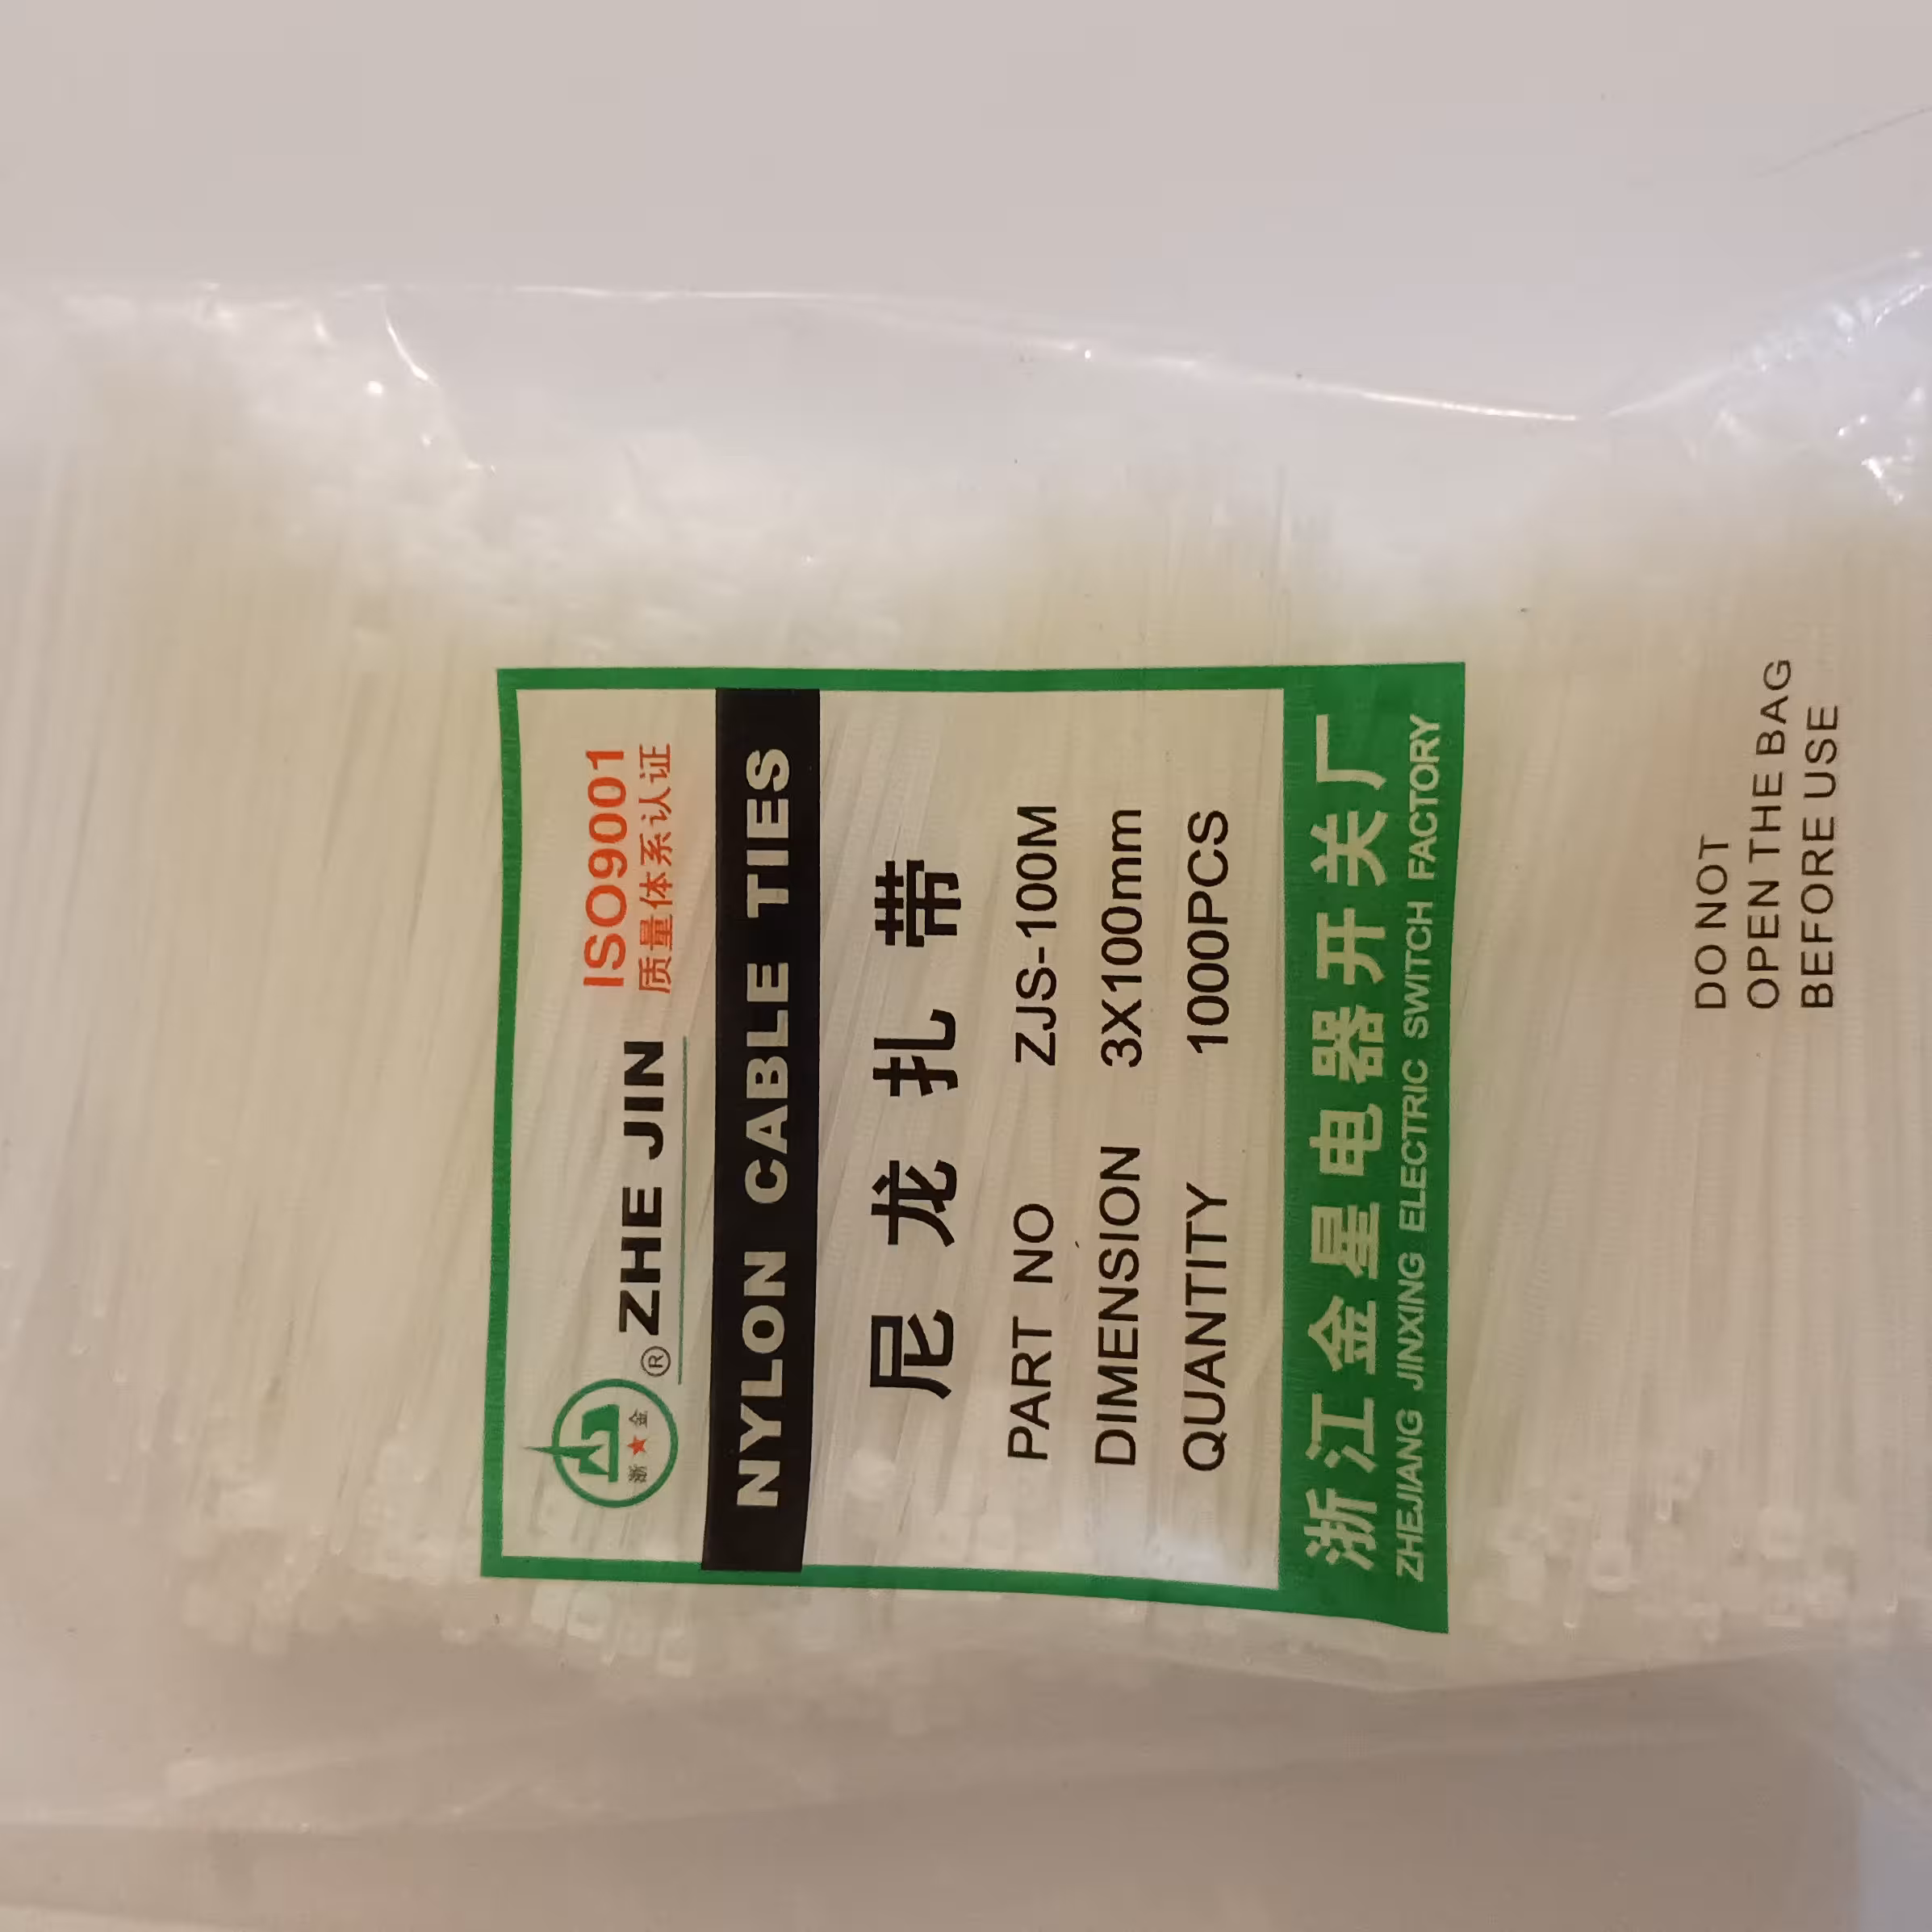 浙★金
® ZHE JIN
ISO9001
质量体系认证
NYLON CABLE TIES
尼龙扎带
PART NO ZJS-100M
DIMENSION 3X100mm
QUANTITY 1000PCS
浙江金星电器开关厂
ZHEJIANG JINXING ELECTRIC SWITCH FACTORY
DO NOT
OPEN THE BAG
BEFORE USE